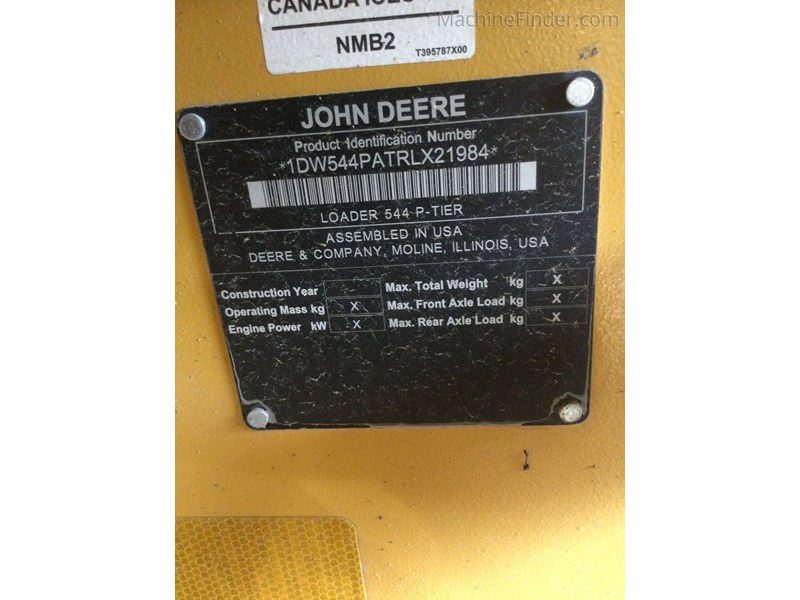 CANADA ICES
MachineFinder.com
NMB2
T395787X00
JOHN DEERE
Product Identification Number
*1DW544PATRLX21984*
LOADER 544 P-TIER
ASSEMBLED IN USA
DEERE & COMPANY, MOLINE, ILLINOIS, USA
Construction Year
Operating Mass kg X
Engine Power kW X
Max. Total Weight kg X
Max. Front Axle Load kg X
Max. Rear Axle Load kg X